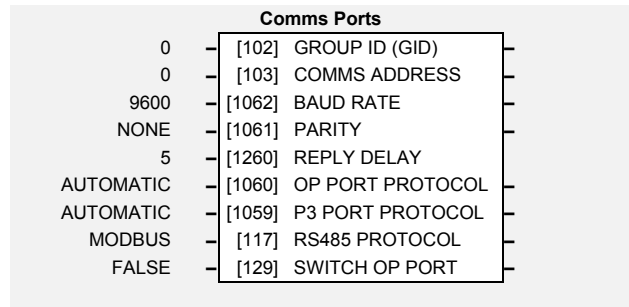 Comms Ports
0 – [102] GROUP ID (GID) –
0 – [103] COMMS ADDRESS –
9600 – [1062] BAUD RATE –
NONE – [1061] PARITY –
5 – [1260] REPLY DELAY –
AUTOMATIC – [1060] OP PORT PROTOCOL –
AUTOMATIC – [1059] P3 PORT PROTOCOL –
MODBUS – [117] RS485 PROTOCOL –
FALSE – [129] SWITCH OP PORT –